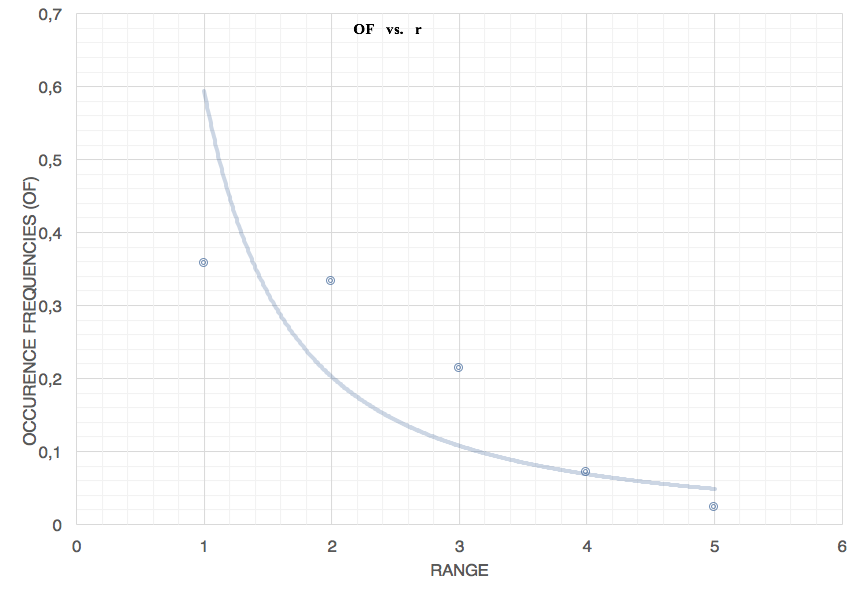 OF vs. r
0,7
0,6
0,5
0,4
0,3
0,2
0,1
0
OCCURENCE FREQUENCIES (OF)
0 1 2 3 4 5 6
RANGE